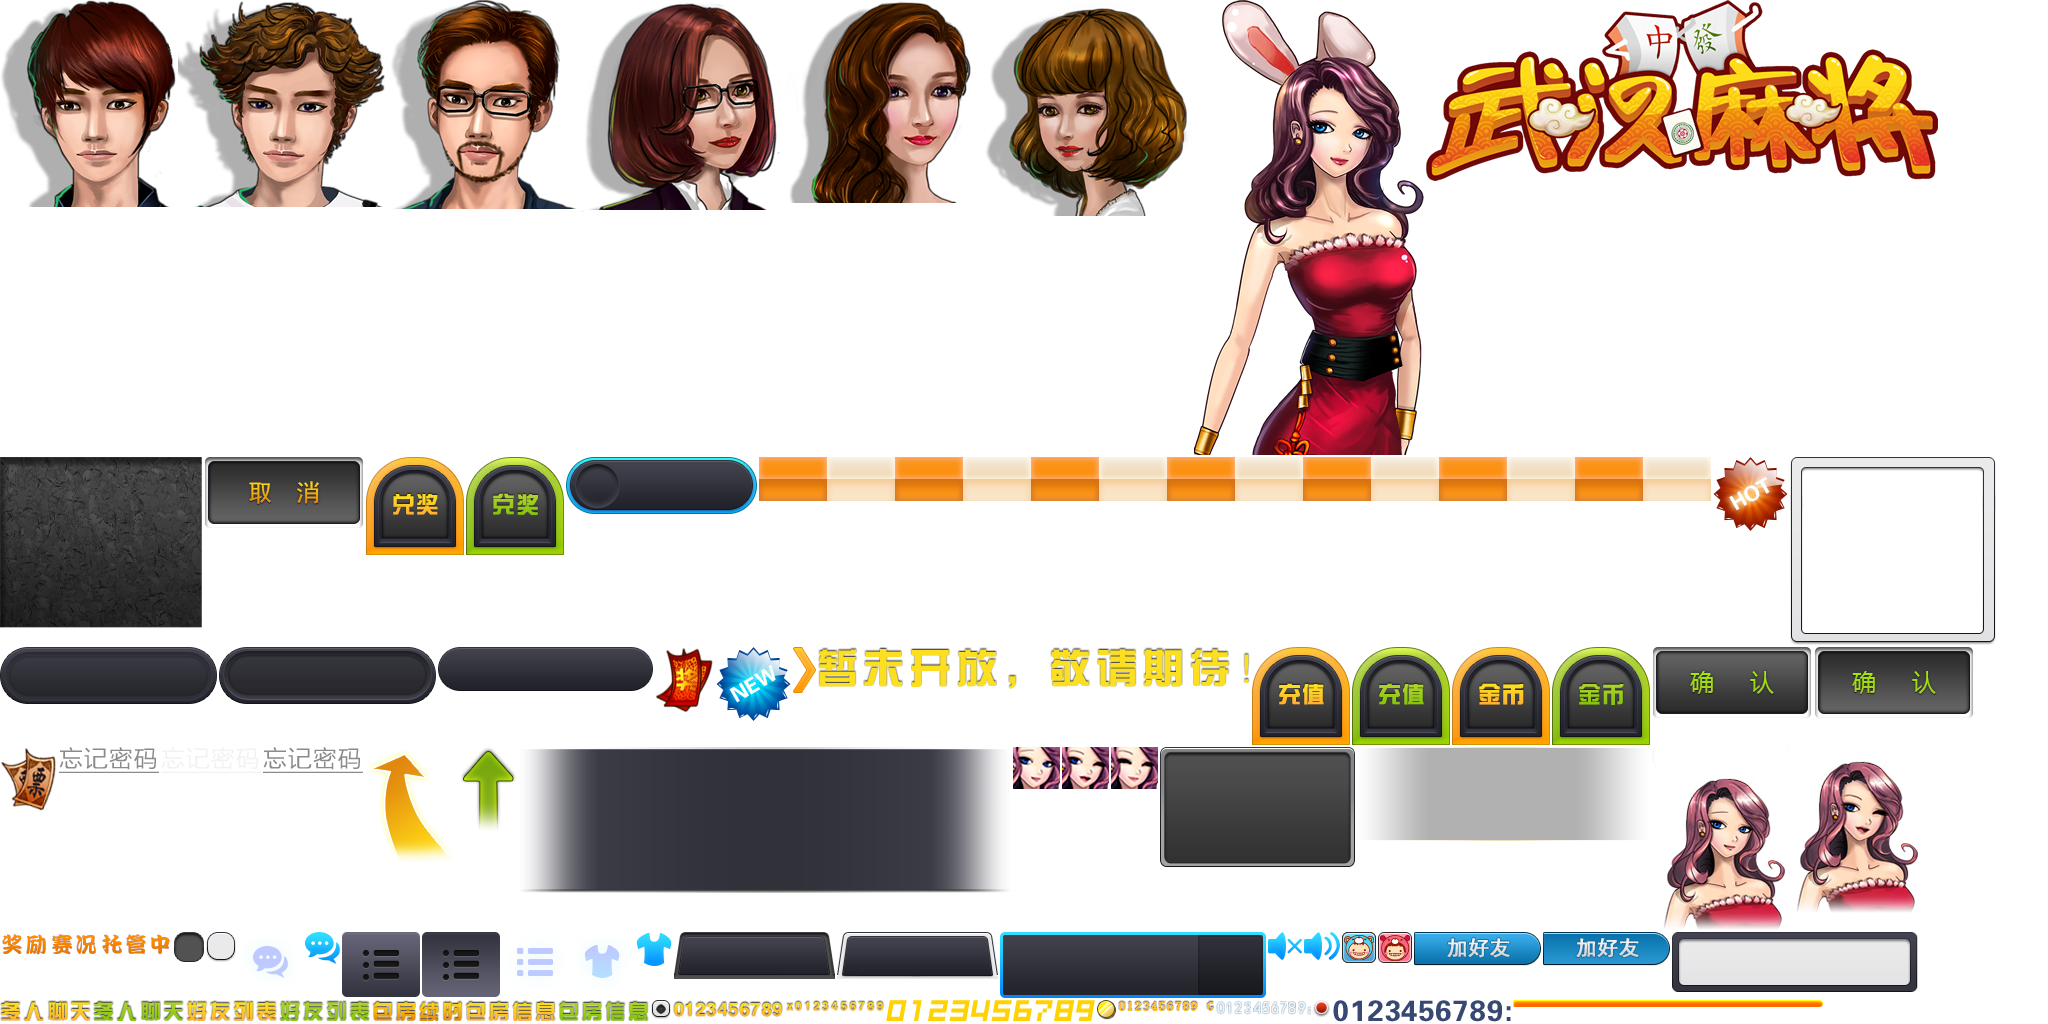 中 發
武汉麻将
取 消
兑奖
兑奖
HOT
奖
NEW
暂未开放，敬请期待！
充值
充值
金币
金币
确 认
确 认
票
忘记密码
忘记密码
忘记密码
奖励赛况托管中
加好友
加好友
多人聊天多人聊天好友列表好友列表包房续时包房信息包房信息
0123456789
x0123456789
0123456789
0123456789
0123456789:
0123456789: